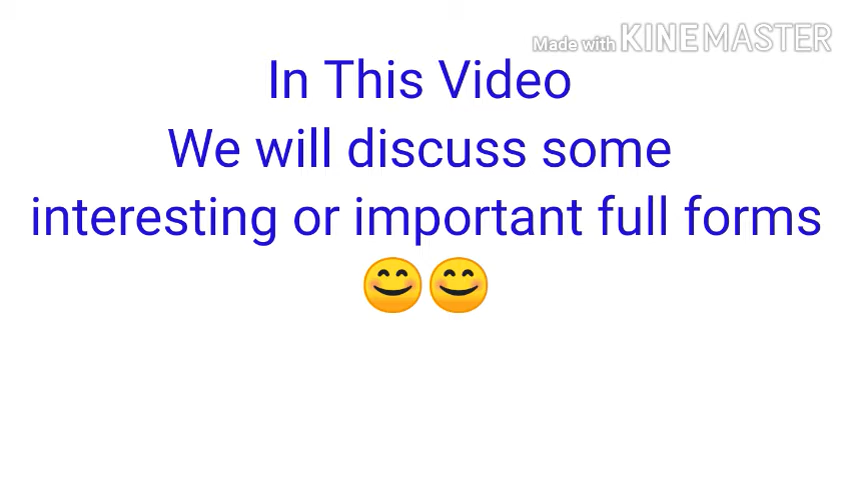 Made with KINEMASTER
In This Video
We will discuss some
interesting or important full forms
😊😊